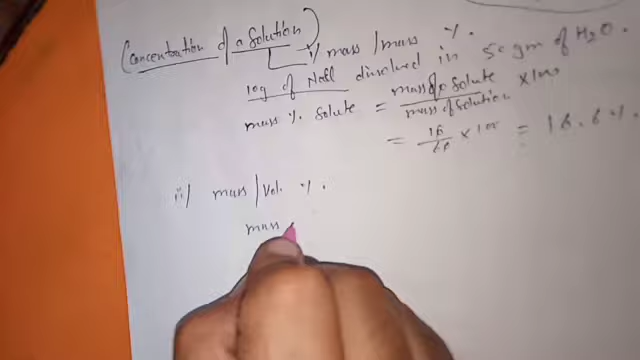 Concentration of a solution
i/ mass/mass %.
10g of NaCl dissolved in 50 gm of H2O.
mass % solute = mass of solute / mass of solution × 100
= 10/60 × 100 = 16.6%.
ii/ mass/vol. %.
mass